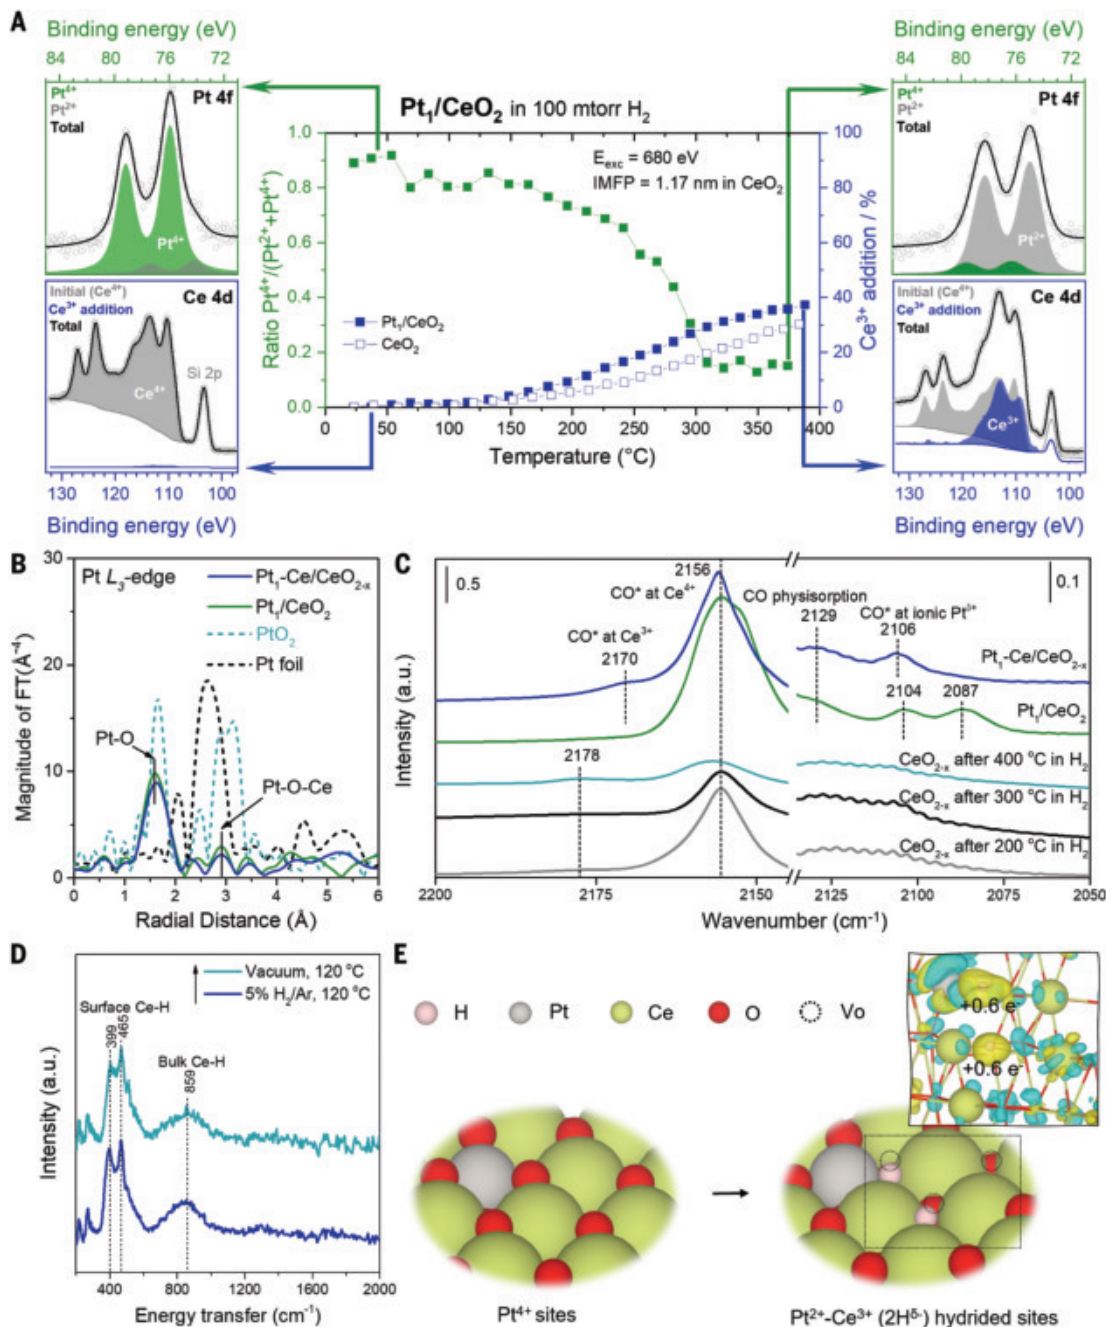 A
Binding energy (eV)
84 80 76 72
Pt⁴⁺
Pt²⁺
Total
Pt 4f
Pt⁴⁺
Initial (Ce⁴⁺)
Ce³⁺ addition
Total
Ce 4d
Ce⁴⁺
Si 2p
130 120 110 100
Binding energy (eV)
Pt₁/CeO₂ in 100 mtorr H₂
E_exc = 680 eV
IMFP = 1.17 nm in CeO₂
Ratio Pt⁴⁺/(Pt²⁺+Pt⁴⁺)
1.0
0.8
0.6
0.4
0.2
0.0
Pt₁/CeO₂
CeO₂
0 50 100 150 200 250 300 350 400
Temperature (°C)
100
80
60
40
20
0
Ce³⁺ addition / %
Binding energy (eV)
84 80 76 72
Pt⁴⁺
Pt²⁺
Total
Pt 4f
Pt²⁺
Initial (Ce⁴⁺)
Ce³⁺ addition
Total
Ce 4d
Ce³⁺
130 120 110 100
Binding energy (eV)
B
Pt L₃-edge
Pt₁-Ce/CeO₂₋ₓ
Pt₁/CeO₂
PtO₂
Pt foil
Pt-O
Pt-O-Ce
Magnitude of FT(Å⁻⁴)
30
20
10
0
0 1 2 3 4 5 6
Radial Distance (Å)
C
0.5
0.1
2156
CO* at Ce⁴⁺
CO physisorption
2129
CO* at ionic Ptᵟ⁺
2106
CO* at Ce³⁺
2170
Pt₁-Ce/CeO₂₋ₓ
2104
2087
Pt₁/CeO₂
2178
CeO₂₋ₓ after 400 °C in H₂
CeO₂₋ₓ after 300 °C in H₂
CeO₂₋ₓ after 200 °C in H₂
Intensity (a.u.)
2200 2175 2150 2125 2100 2075 2050
Wavenumber (cm⁻¹)
D
Vacuum, 120 °C
5% H₂/Ar, 120 °C
Surface Ce-H
399
465
Bulk Ce-H
859
Intensity (a.u.)
400 800 1200 1600 2000
Energy transfer (cm⁻¹)
E
H Pt Ce O Vo
+0.6 e⁻
+0.6 e⁻
Pt⁴⁺ sites
Pt²⁺-Ce³⁺ (2Hᵟ⁻) hydrided sites